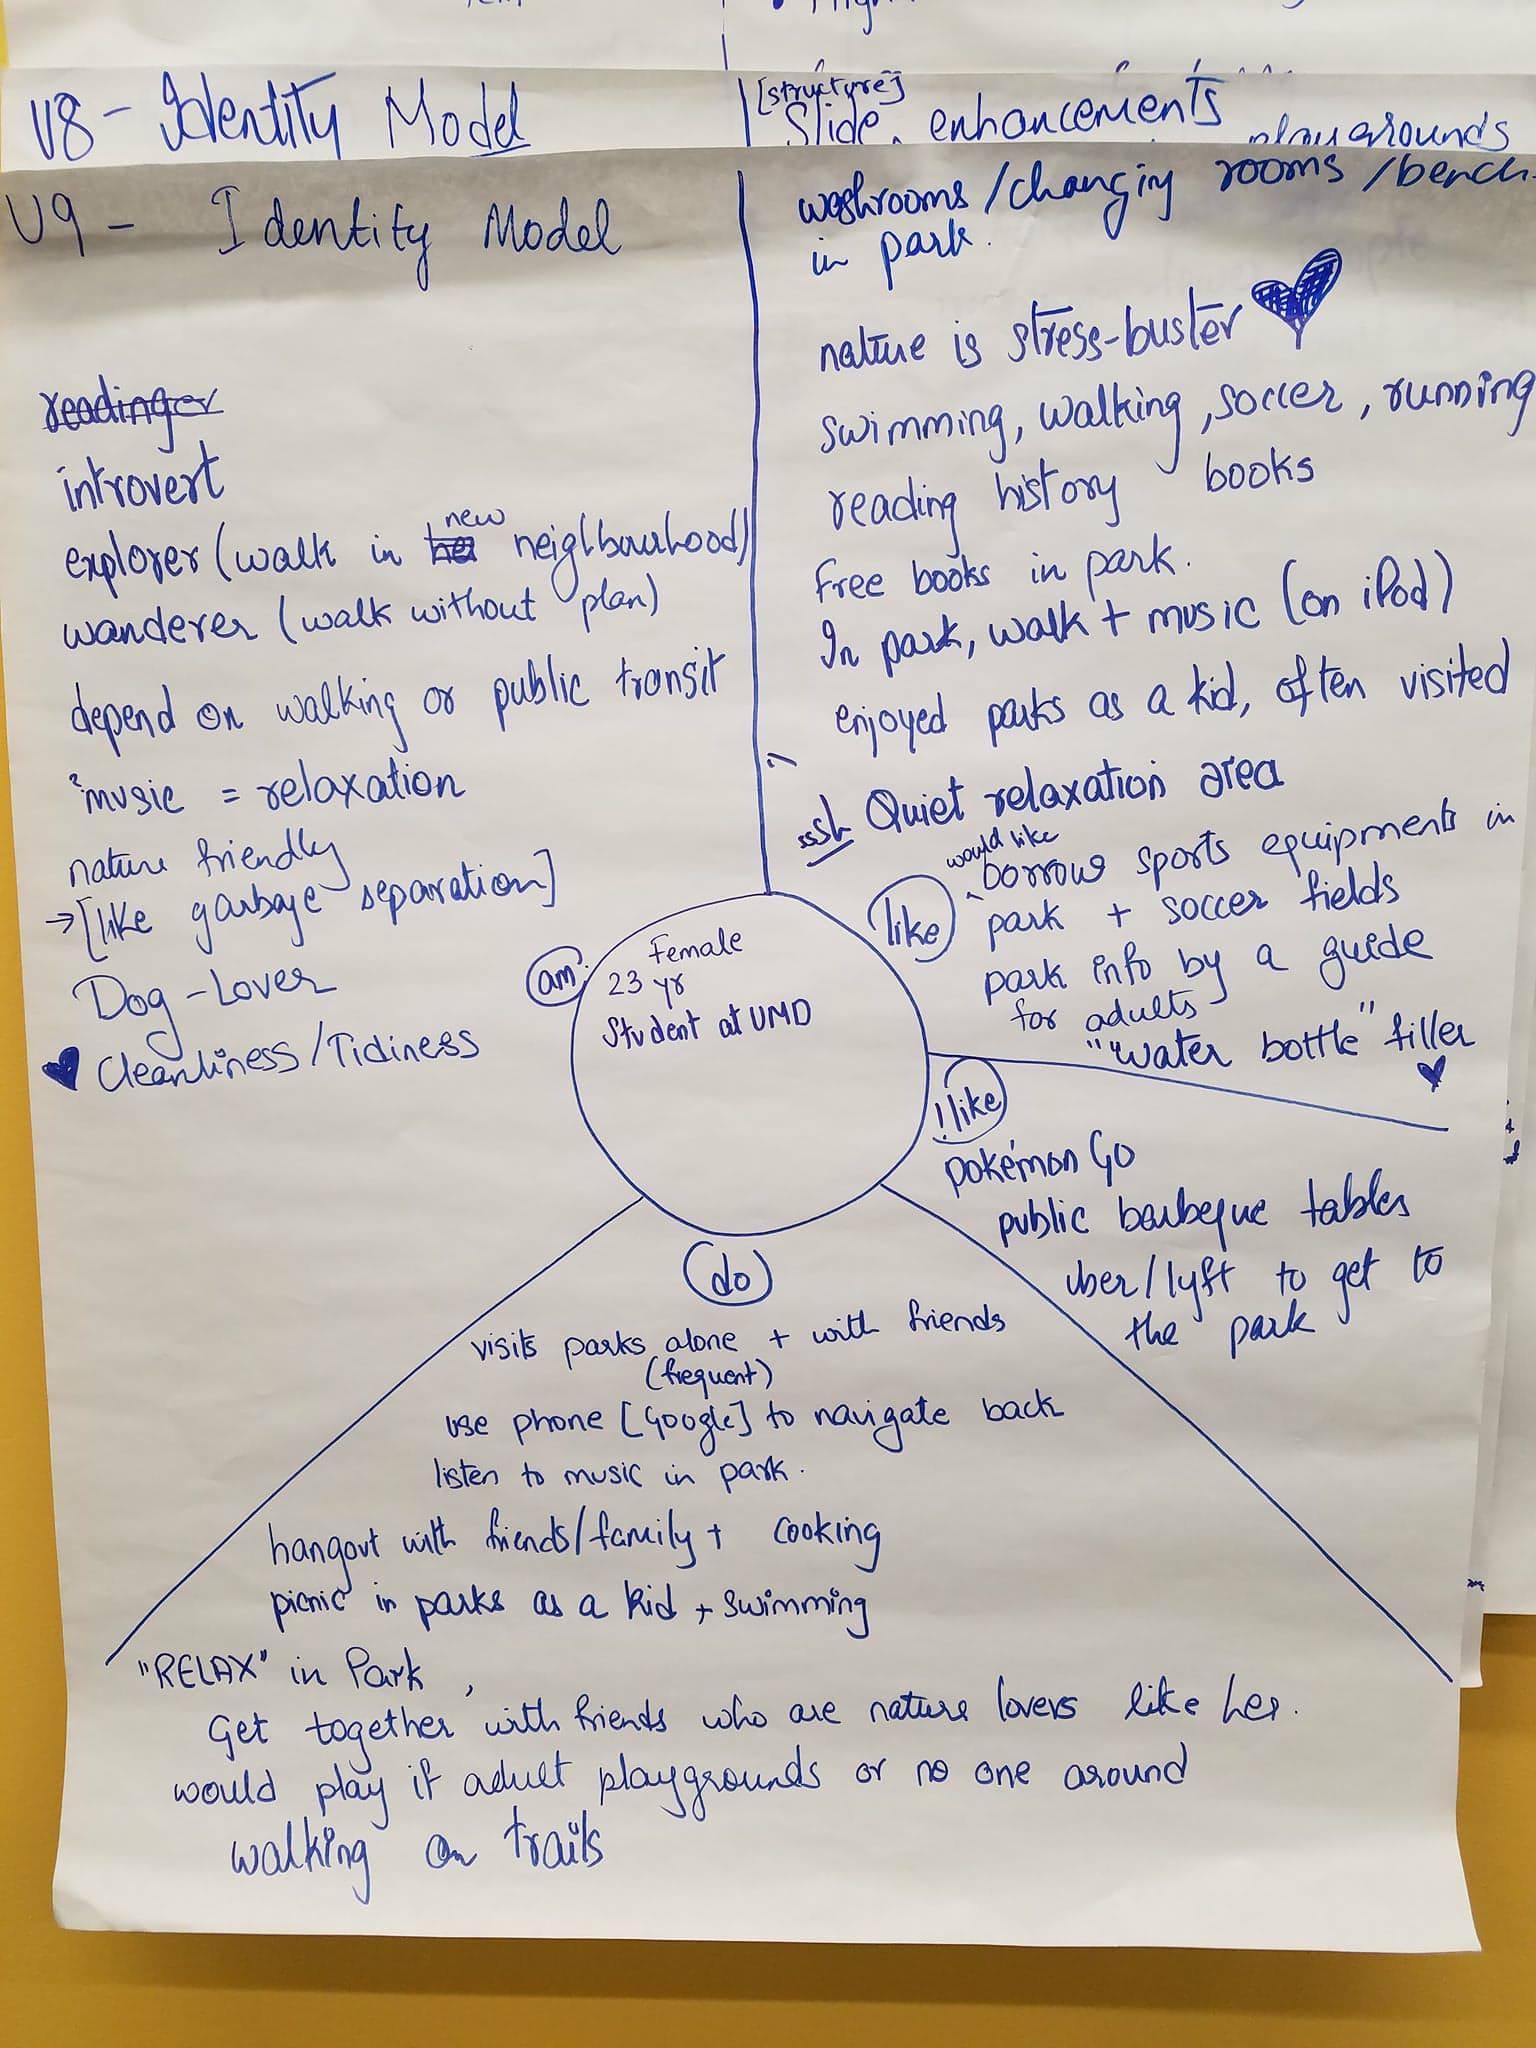 U8 - Identity Model
[structure]
Slide enhancements
playgrounds
U9 - Identity Model
readinger
introvert
new
explorer (walk in her neighbourhood)
wanderer (walk without plan)
depend on walking or public transit
music = relaxation
nature friendly
→ [like garbage separation]
Dog-Lover
♥ Cleanliness/Tidiness
am
Female
23 yr
Student at UMD
washrooms /changing rooms /bench
in park.
nature is stress-buster ♥
swimming, walking, soccer, running
reading history books
Free books in park.
In park, walk + music (on iPod)
enjoyed parks as a kid, often visited
sssh Quiet relaxation area
would like
like
^ borrow sports equipments in
park + soccer fields
park info by a guide
for adults
""water bottle" filler
♥
!like
pokémon Go
public barbeque tables
uber/lyft to get to
the park
do
visits parks alone + with friends
(frequent)
use phone [Google] to navigate back
listen to music in park.
hangout with friends/family + cooking
picnic in parks as a kid + swimming
"RELAX" in Park,
Get together with friends who are nature lovers like her.
would play if adult playgrounds or no one around
walking on trails